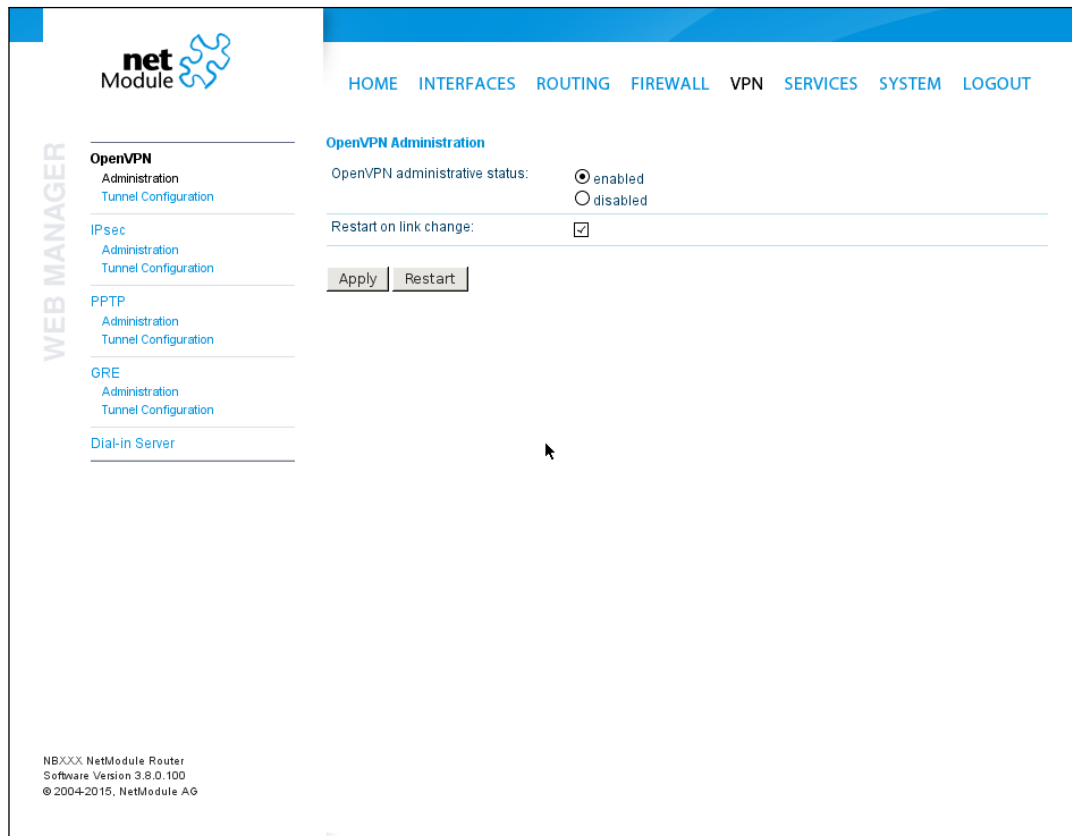 net
Module
HOME INTERFACES ROUTING FIREWALL VPN SERVICES SYSTEM LOGOUT
WEB MANAGER
OpenVPN
Administration
Tunnel Configuration
IPsec
Administration
Tunnel Configuration
PPTP
Administration
Tunnel Configuration
GRE
Administration
Tunnel Configuration
Dial-in Server
OpenVPN Administration
OpenVPN administrative status:
enabled
disabled
Restart on link change:
Apply Restart
NBXXX NetModule Router
Software Version 3.8.0.100
© 2004-2015, NetModule AG